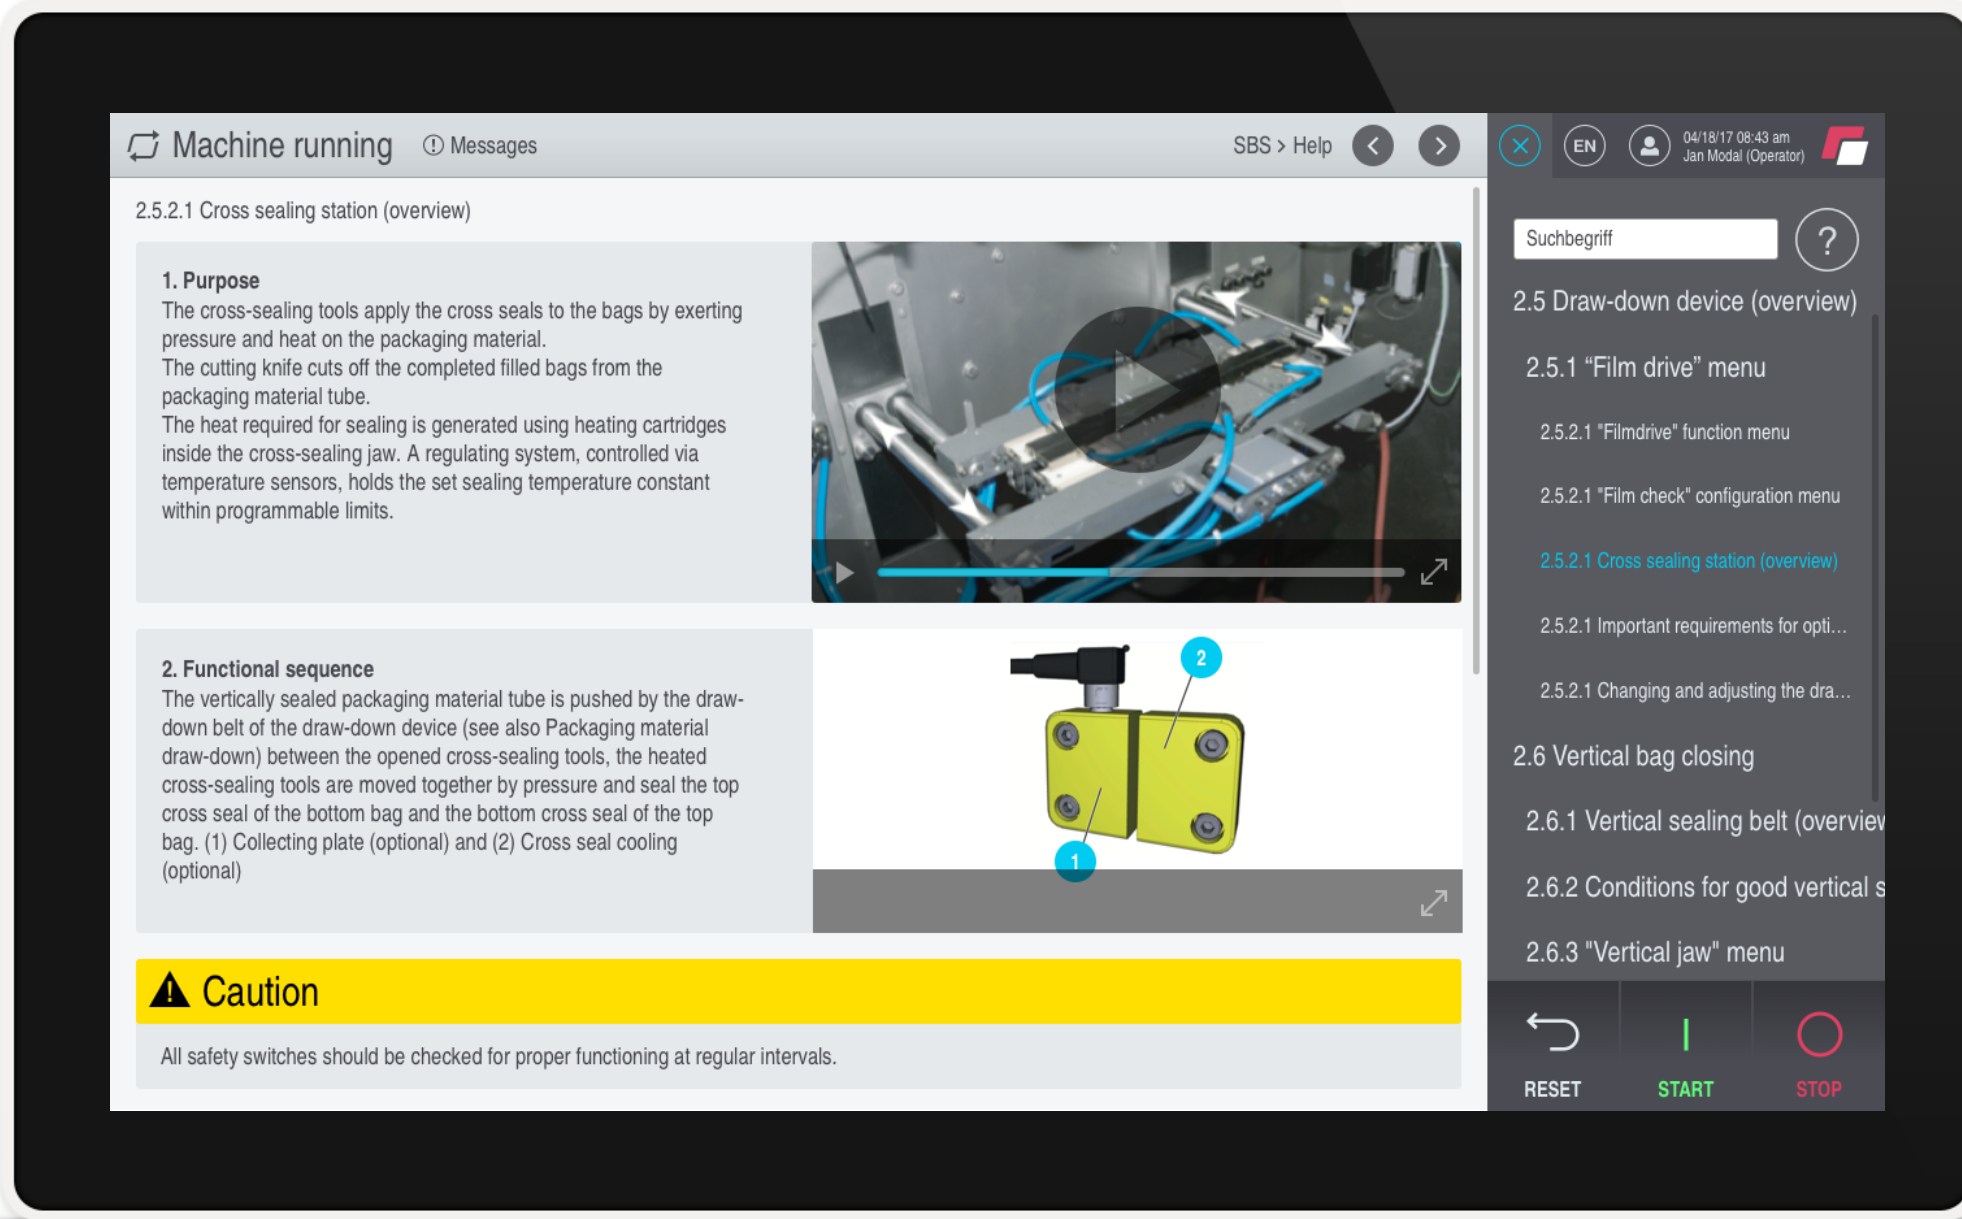 Machine running
Messages
SBS > Help
EN
04/18/17 08:43 am
Jan Modal (Operator)
2.5.2.1 Cross sealing station (overview)
1. Purpose
The cross-sealing tools apply the cross seals to the bags by exerting
pressure and heat on the packaging material.
The cutting knife cuts off the completed filled bags from the
packaging material tube.
The heat required for sealing is generated using heating cartridges
inside the cross-sealing jaw. A regulating system, controlled via
temperature sensors, holds the set sealing temperature constant
within programmable limits.
2. Functional sequence
The vertically sealed packaging material tube is pushed by the draw-
down belt of the draw-down device (see also Packaging material
draw-down) between the opened cross-sealing tools, the heated
cross-sealing tools are moved together by pressure and seal the top
cross seal of the bottom bag and the bottom cross seal of the top
bag. (1) Collecting plate (optional) and (2) Cross seal cooling
(optional)
2
1
Caution
All safety switches should be checked for proper functioning at regular intervals.
Suchbegriff
?
2.5 Draw-down device (overview)
2.5.1 “Film drive” menu
2.5.2.1 "Filmdrive" function menu
2.5.2.1 "Film check" configuration menu
2.5.2.1 Cross sealing station (overview)
2.5.2.1 Important requirements for opti…
2.5.2.1 Changing and adjusting the dra…
2.6 Vertical bag closing
2.6.1 Vertical sealing belt (overview
2.6.2 Conditions for good vertical s
2.6.3 "Vertical jaw" menu
RESET
START
STOP